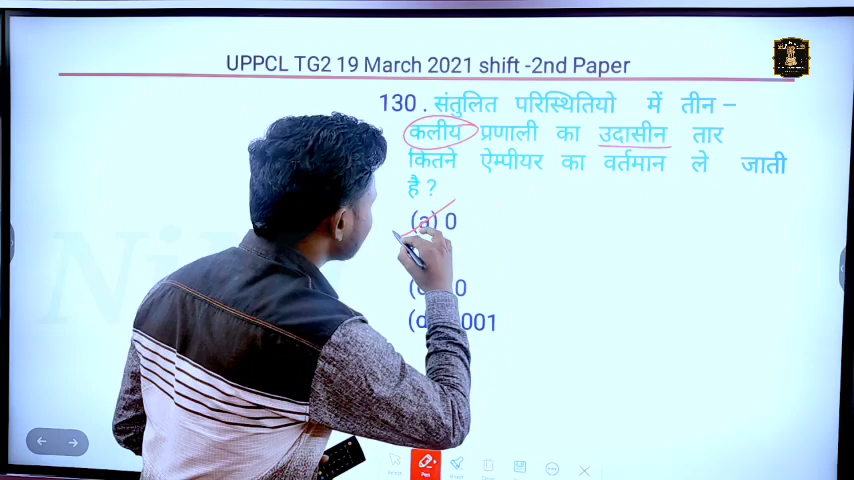 UPPCL TG2 19 March 2021 shift -2nd Paper
130 . संतुलित परिस्थितियो में तीन –
कलीय प्रणाली का उदासीन तार
कितने ऐम्पीयर का वर्तमान ले जाती
है ?
(a) 0
0
001
Pen